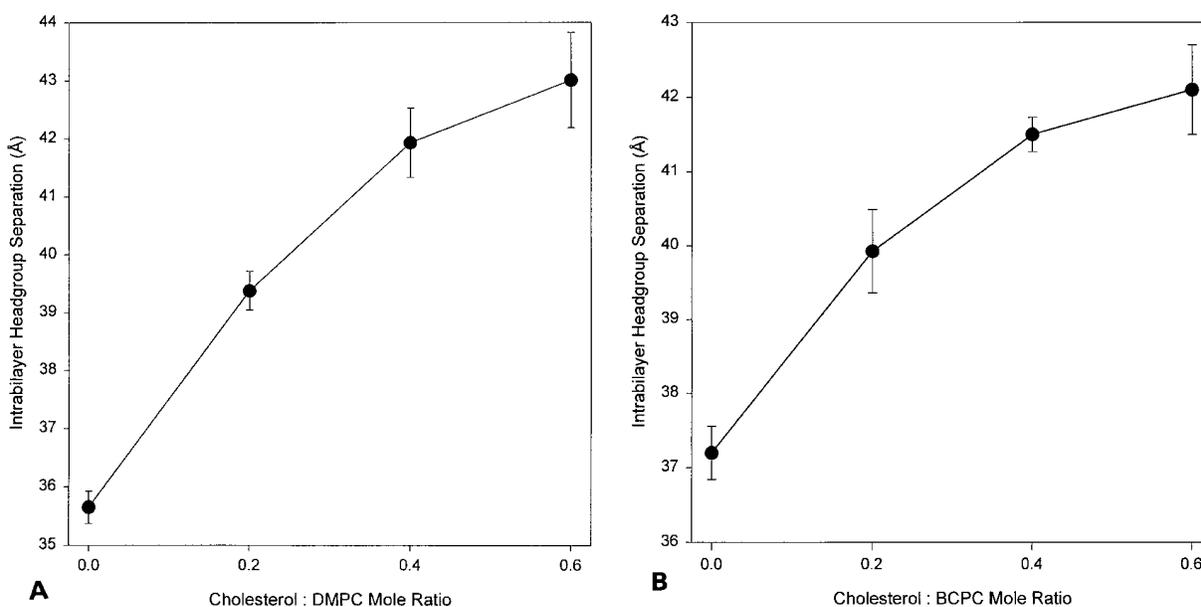 44
43
42
41
40
39
38
37
36
35
Intrabilayer Headgroup Separation (Å)
0.0 0.2 0.4 0.6
Cholesterol : DMPC Mole Ratio
A
43
42
41
40
39
38
37
36
Intrabilayer Headgroup Separation (Å)
0.0 0.2 0.4 0.6
Cholesterol : BCPC Mole Ratio
B